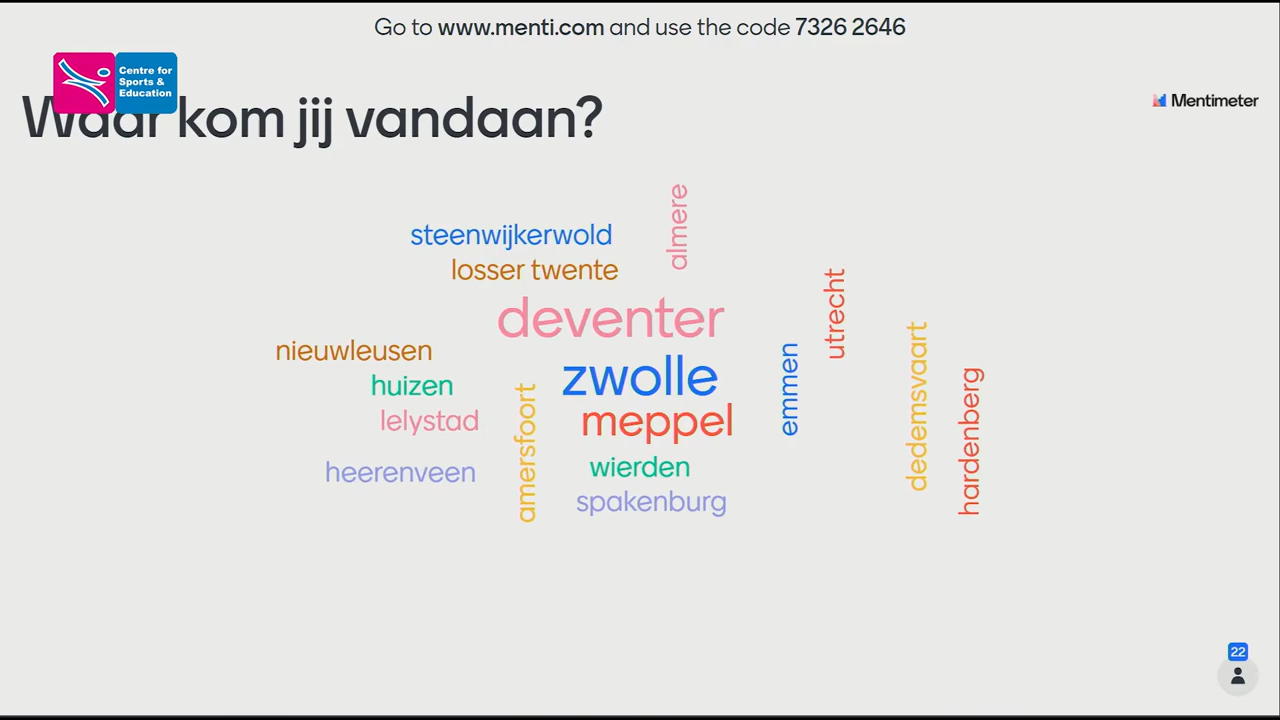 Go to www.menti.com and use the code 7326 2646
Centre for
Sports &
Education
Waar kom jij vandaan?
Mentimeter
almere
steenwijkerwold
losser twente
utrecht
deventer
dedemsvaart
nieuwleusen
emmen
zwolle
hardenberg
huizen
amersfoort
lelystad
meppel
heerenveen
wierden
spakenburg
22